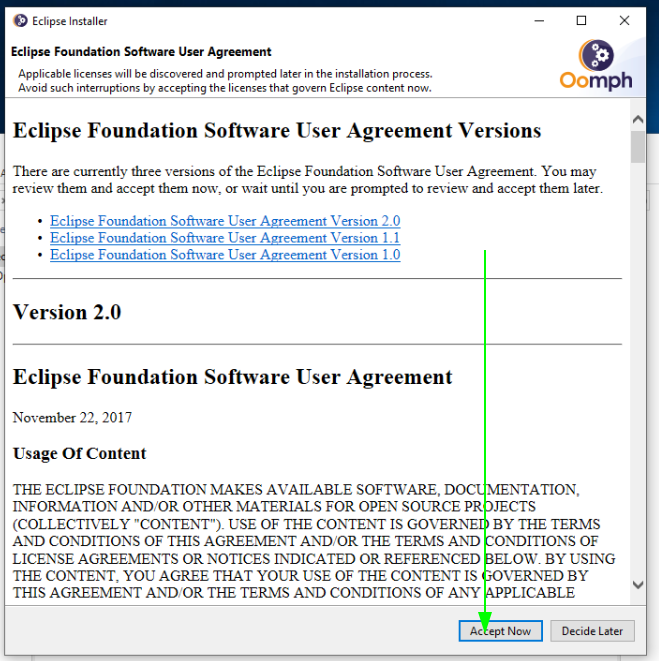 Eclipse Installer
Eclipse Foundation Software User Agreement
Applicable licenses will be discovered and prompted later in the installation process.
Avoid such interruptions by accepting the licenses that govern Eclipse content now.
Oomph
Eclipse Foundation Software User Agreement Versions
There are currently three versions of the Eclipse Foundation Software User Agreement. You may
review them and accept them now, or wait until you are prompted to review and accept them later.
• Eclipse Foundation Software User Agreement Version 2.0
• Eclipse Foundation Software User Agreement Version 1.1
• Eclipse Foundation Software User Agreement Version 1.0
Version 2.0
Eclipse Foundation Software User Agreement
November 22, 2017
Usage Of Content
THE ECLIPSE FOUNDATION MAKES AVAILABLE SOFTWARE, DOCUMENTATION,
INFORMATION AND/OR OTHER MATERIALS FOR OPEN SOURCE PROJECTS
(COLLECTIVELY "CONTENT"). USE OF THE CONTENT IS GOVERNED BY THE TERMS
AND CONDITIONS OF THIS AGREEMENT AND/OR THE TERMS AND CONDITIONS OF
LICENSE AGREEMENTS OR NOTICES INDICATED OR REFERENCED BELOW. BY USING
THE CONTENT, YOU AGREE THAT YOUR USE OF THE CONTENT IS GOVERNED BY
THIS AGREEMENT AND/OR THE TERMS AND CONDITIONS OF ANY APPLICABLE
Accept Now
Decide Later